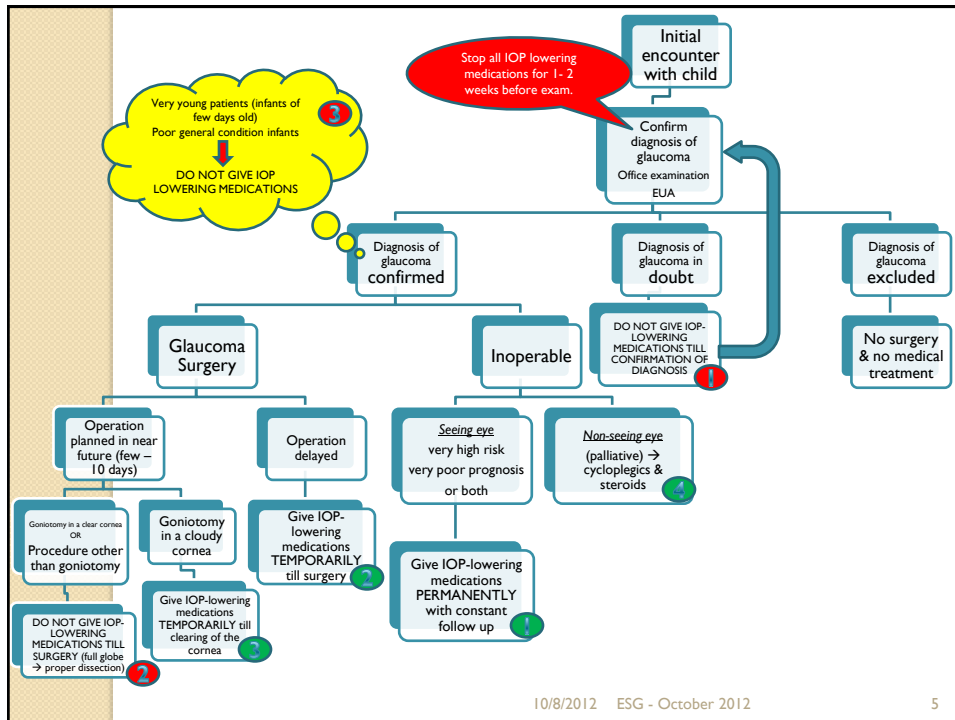 Initial
encounter
with child
Stop all IOP lowering
medications for 1- 2
weeks before exam.
Very young patients (infants of
few days old)
Poor general condition infants
3
DO NOT GIVE IOP
LOWERING MEDICATIONS
Confirm
diagnosis of
glaucoma
Office examination
EUA
Diagnosis of
glaucoma
confirmed
Diagnosis of
glaucoma in
doubt
Diagnosis of
glaucoma
excluded
Glaucoma
Surgery
Inoperable
DO NOT GIVE IOP-
LOWERING
MEDICATIONS TILL
CONFIRMATION OF
DIAGNOSIS
1
No surgery
& no medical
treatment
Operation
planned in near
future (few –
10 days)
Operation
delayed
Seeing eye
very high risk
very poor prognosis
or both
Non-seeing eye
(palliative) →
cycloplegics &
steroids
4
Goniotomy in a clear cornea
OR
Procedure other
than goniotomy
Goniotomy
in a cloudy
cornea
Give IOP-
lowering
medications
TEMPORARILY
till surgery
2
Give IOP-lowering
medications
PERMANENTLY
with constant
follow up
1
DO NOT GIVE IOP-
LOWERING
MEDICATIONS TILL
SURGERY (full globe
→ proper dissection)
2
Give IOP-lowering
medications
TEMPORARILY till
clearing of the
cornea
3
10/8/2012 ESG - October 2012 5